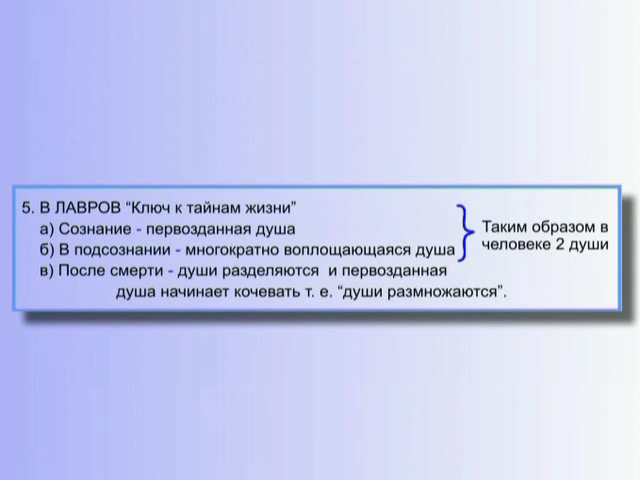 5. В ЛАВРОВ “Ключ к тайнам жизни”
а) Сознание - первозданная душа
б) В подсознании - многократно воплощающаяся душа
в) После смерти - души разделяются и первозданная
душа начинает кочевать т. е. “души размножаются”.
Таким образом в
человеке 2 души